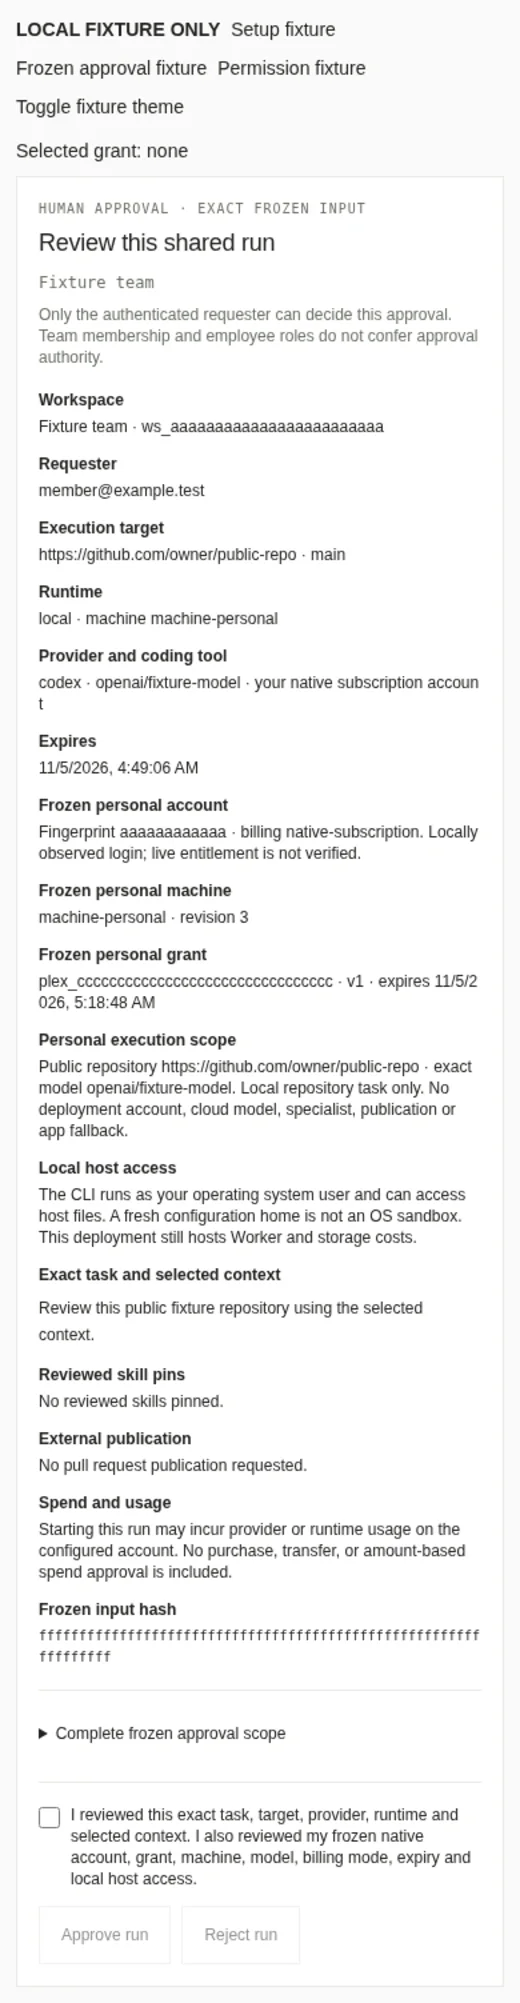 LOCAL FIXTURE ONLY Setup fixture
Frozen approval fixture Permission fixture
Toggle fixture theme
Selected grant: none
HUMAN APPROVAL · EXACT FROZEN INPUT
Review this shared run
Fixture team
Only the authenticated requester can decide this approval.
Team membership and employee roles do not confer approval
authority.
Workspace
Fixture team · ws_aaaaaaaaaaaaaaaaaaaaaaaa
Requester
member@example.test
Execution target
https://github.com/owner/public-repo · main
Runtime
local · machine machine-personal
Provider and coding tool
codex · openai/fixture-model · your native subscription accoun
t
Expires
11/5/2026, 4:49:06 AM
Frozen personal account
Fingerprint aaaaaaaaaaaa · billing native-subscription. Locally
observed login; live entitlement is not verified.
Frozen personal machine
machine-personal · revision 3
Frozen personal grant
plex_cccccccccccccccccccccccccccccccc · v1 · expires 11/5/2
026, 5:18:48 AM
Personal execution scope
Public repository https://github.com/owner/public-repo · exact
model openai/fixture-model. Local repository task only. No
deployment account, cloud model, specialist, publication or
app fallback.
Local host access
The CLI runs as your operating system user and can access
host files. A fresh configuration home is not an OS sandbox.
This deployment still hosts Worker and storage costs.
Exact task and selected context
Review this public fixture repository using the selected
context.
Reviewed skill pins
No reviewed skills pinned.
External publication
No pull request publication requested.
Spend and usage
Starting this run may incur provider or runtime usage on the
configured account. No purchase, transfer, or amount-based
spend approval is included.
Frozen input hash
fffffffffffffffffffffffffffffffffffffffffffffffffffffff
fffffffff
Complete frozen approval scope
I reviewed this exact task, target, provider, runtime and
selected context. I also reviewed my frozen native
account, grant, machine, model, billing mode, expiry and
local host access.
Approve run Reject run